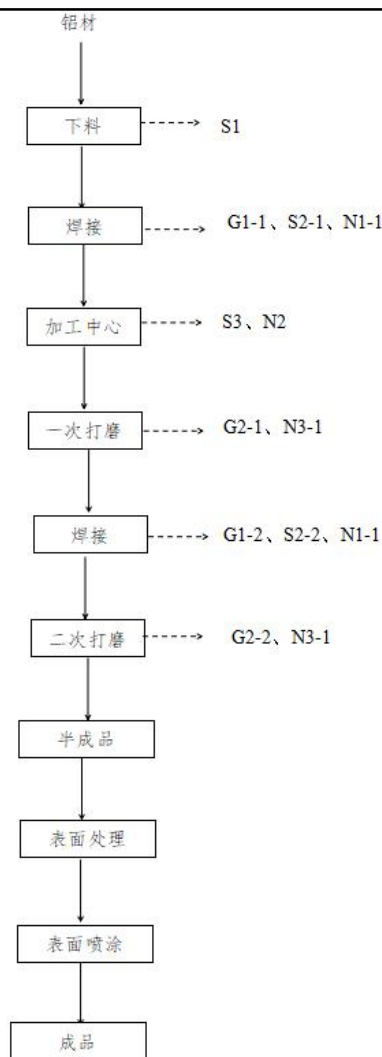 铝材
下料
S1
焊接
G1-1、S2-1、N1-1
加工中心
S3、N2
一次打磨
G2-1、N3-1
焊接
G1-2、S2-2、N1-1
二次打磨
G2-2、N3-1
半成品
表面处理
表面喷涂
成品